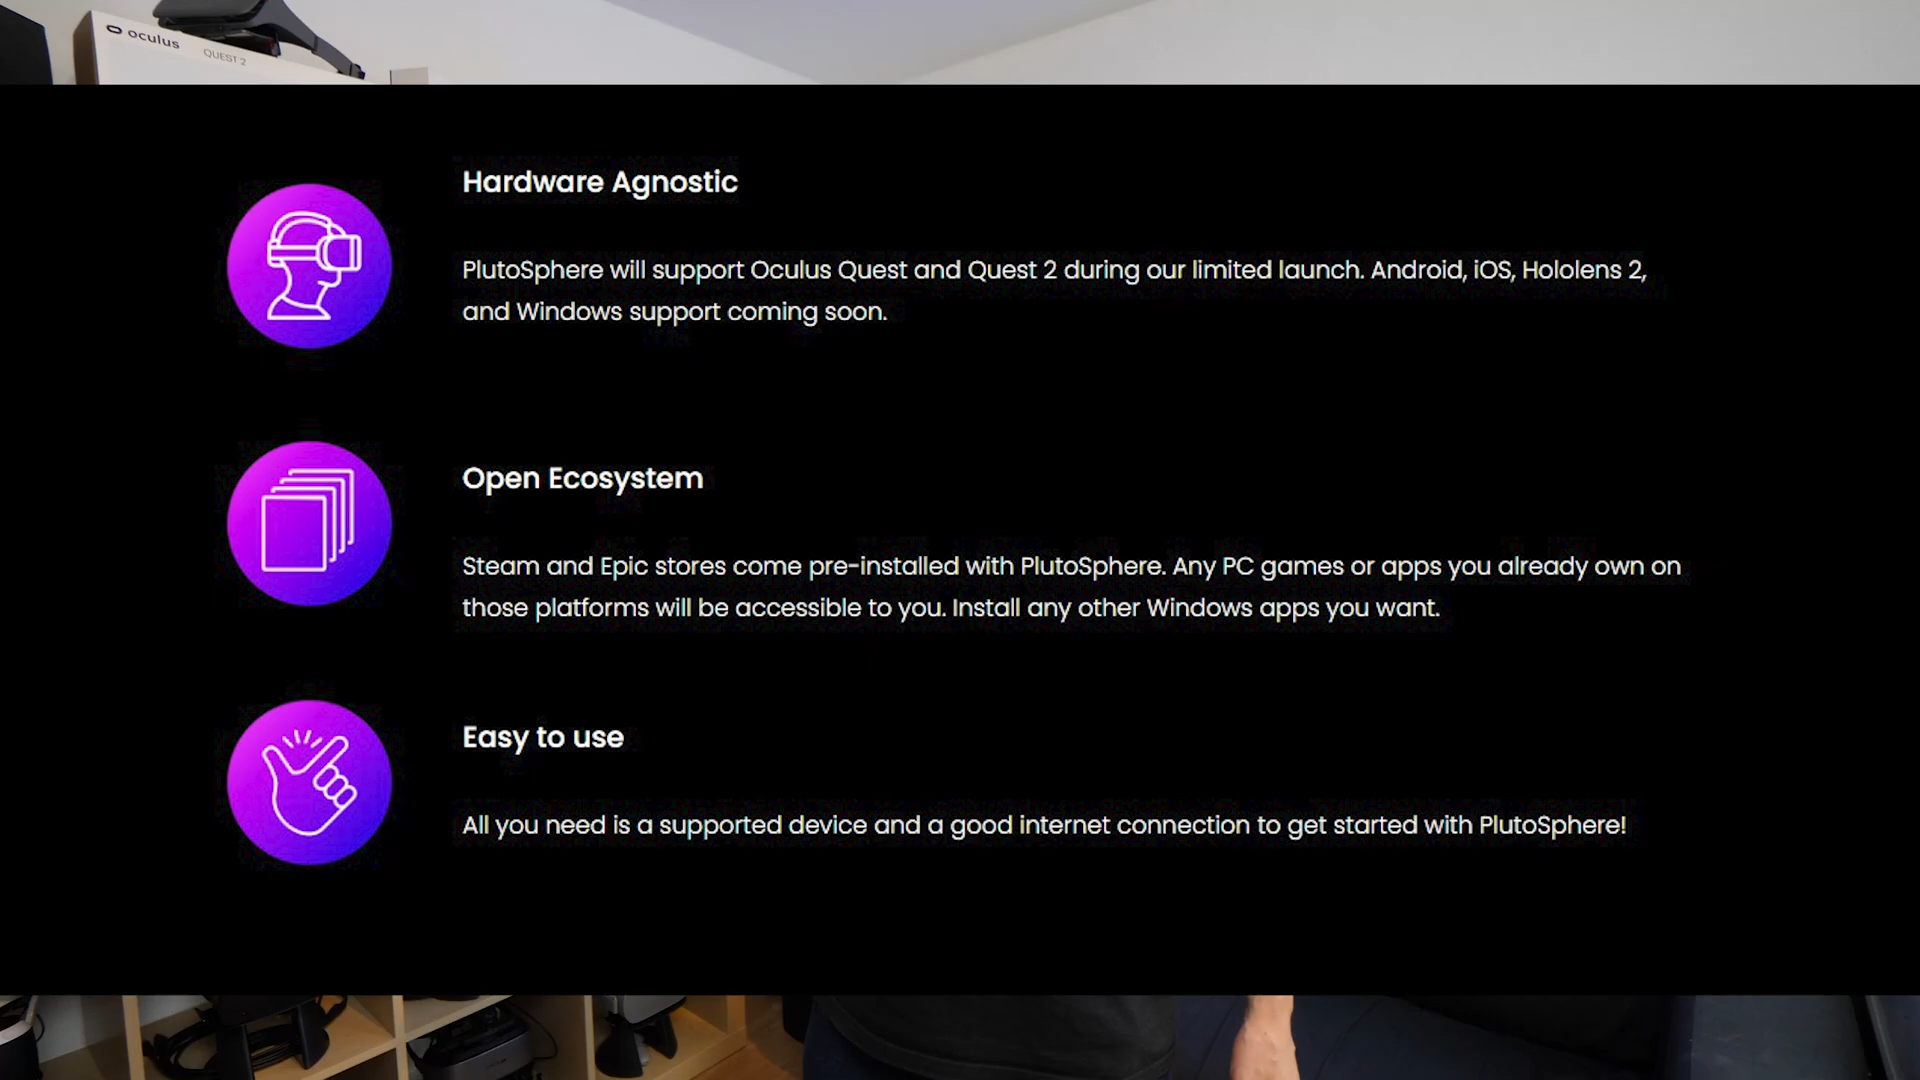 oculus
QUEST 2
Hardware Agnostic
PlutoSphere will support Oculus Quest and Quest 2 during our limited launch. Android, iOS, Hololens 2,
and Windows support coming soon.
Open Ecosystem
Steam and Epic stores come pre-installed with PlutoSphere. Any PC games or apps you already own on
those platforms will be accessible to you. Install any other Windows apps you want.
Easy to use
All you need is a supported device and a good internet connection to get started with PlutoSphere!